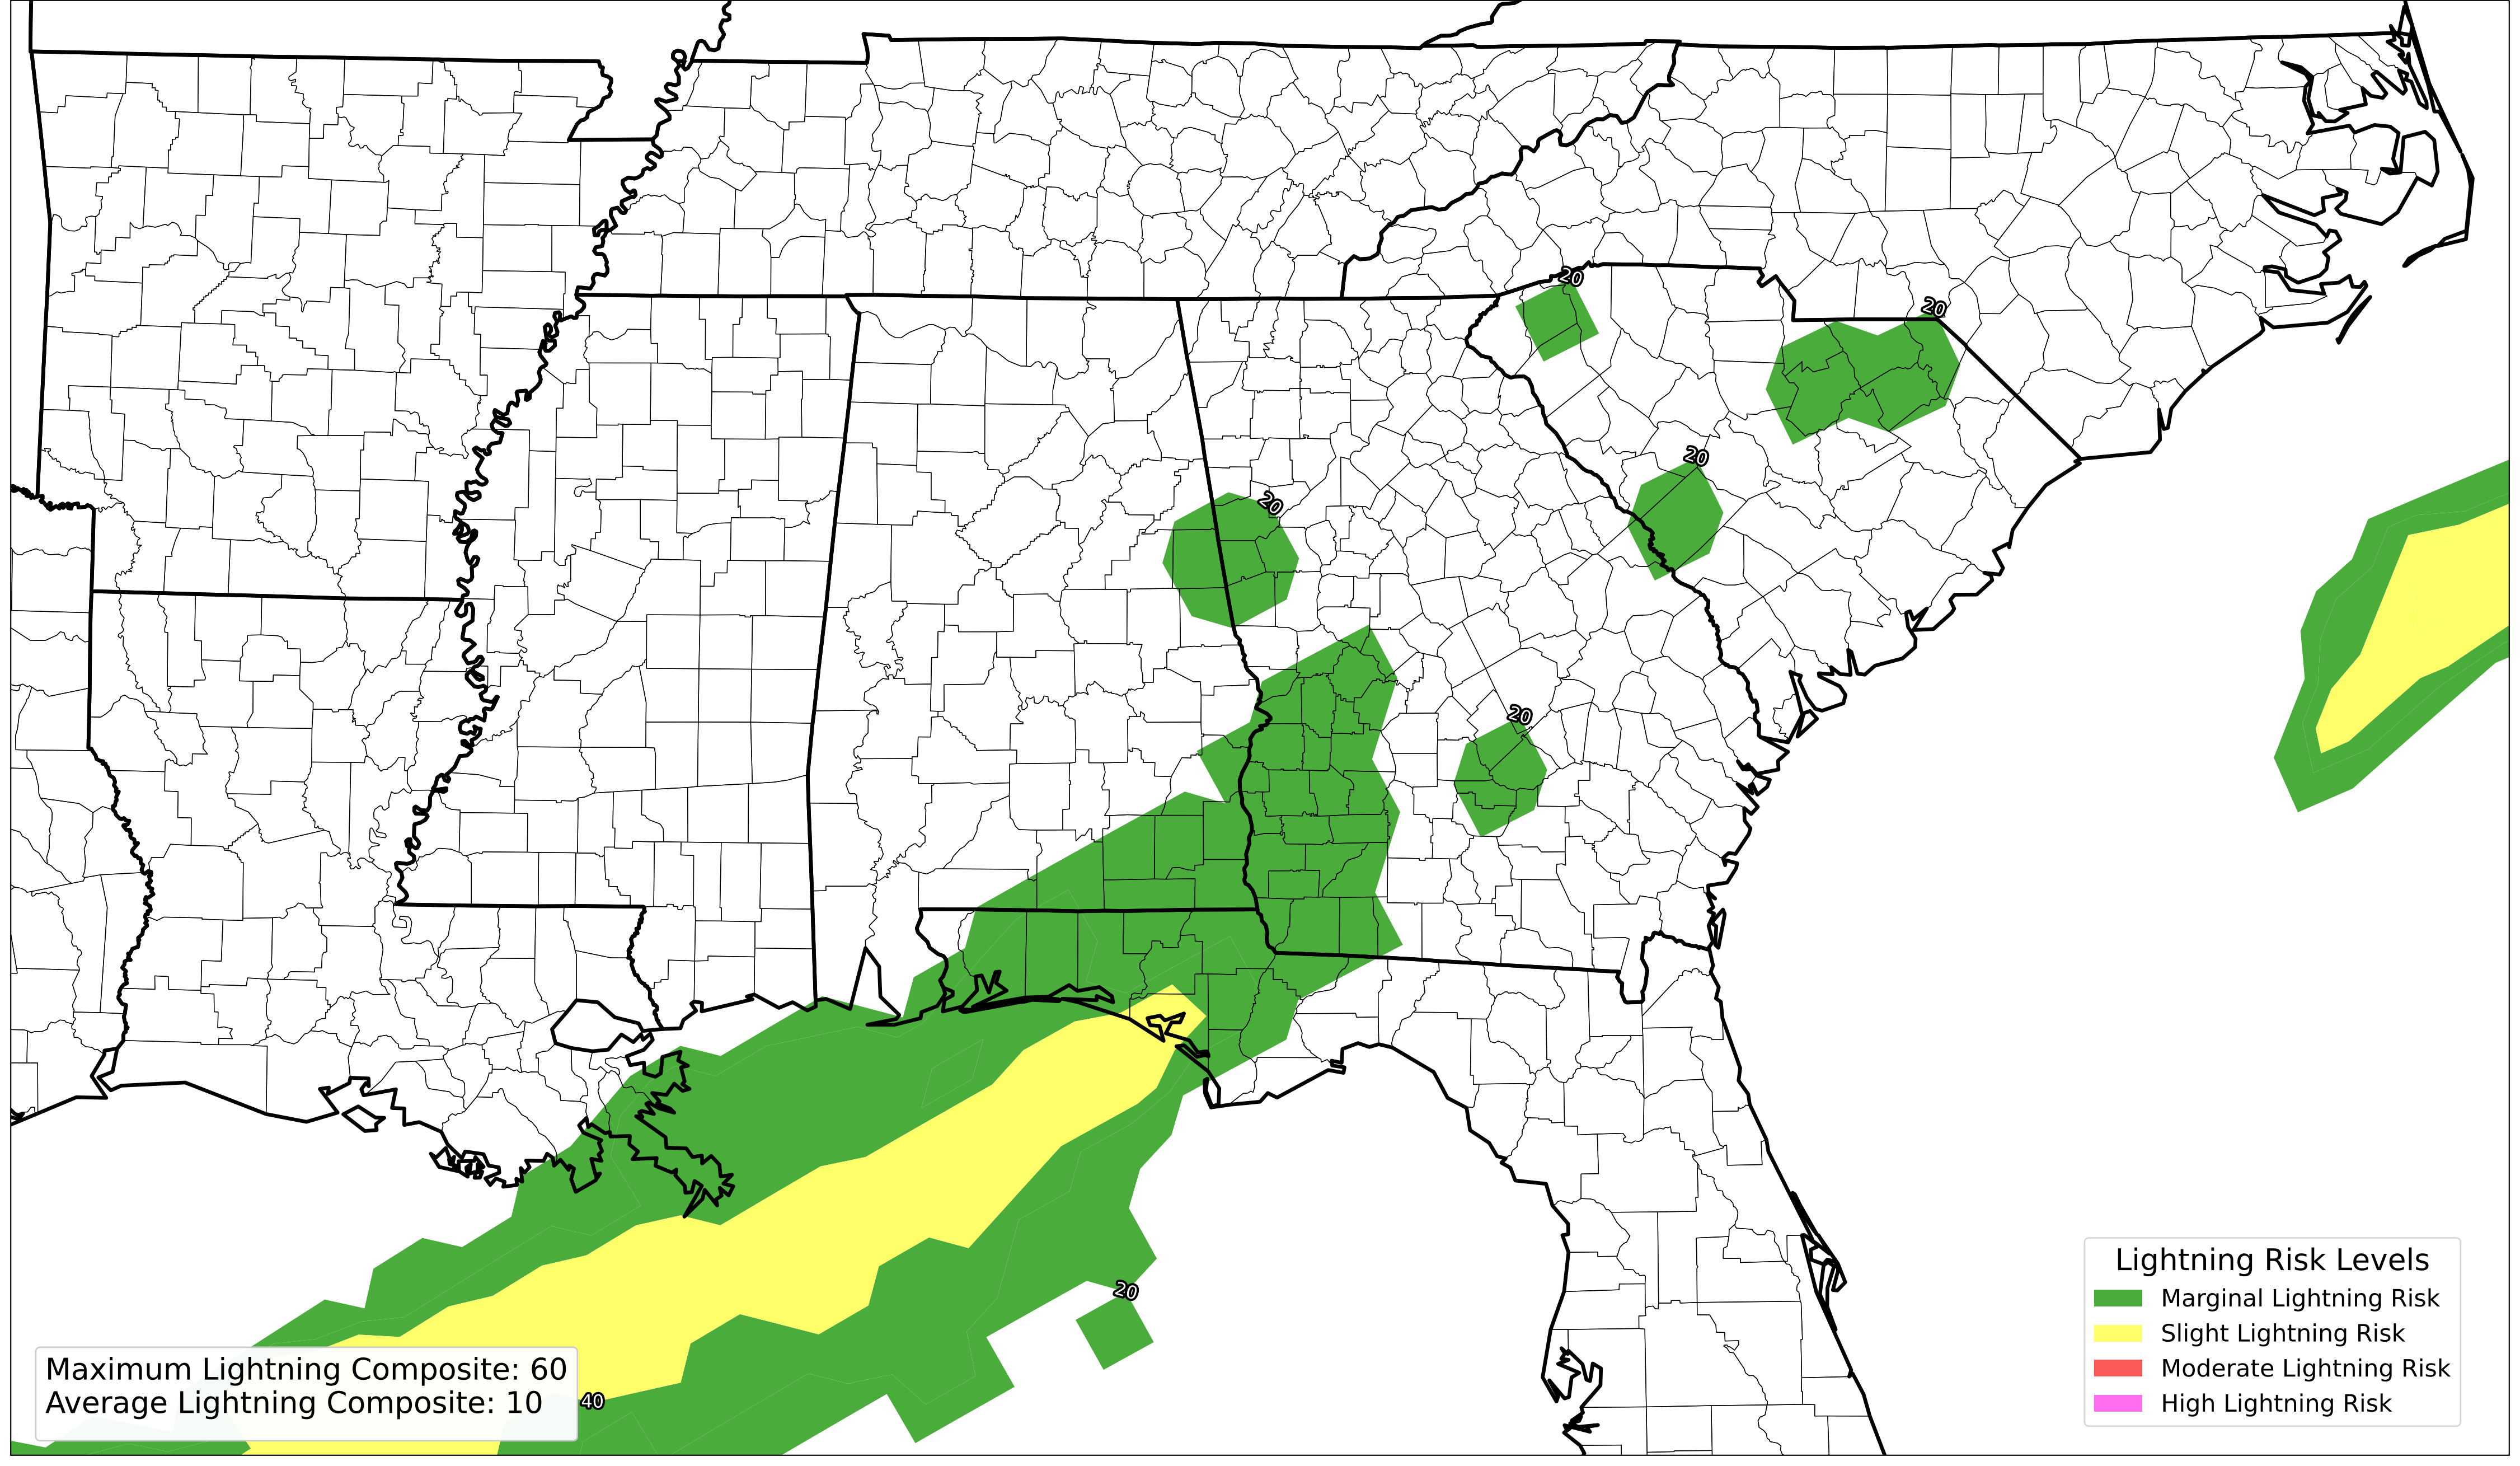 20
20
20
20
20
20
40
Maximum Lightning Composite: 60
Average Lightning Composite: 10
Lightning Risk Levels
Marginal Lightning Risk
Slight Lightning Risk
Moderate Lightning Risk
High Lightning Risk